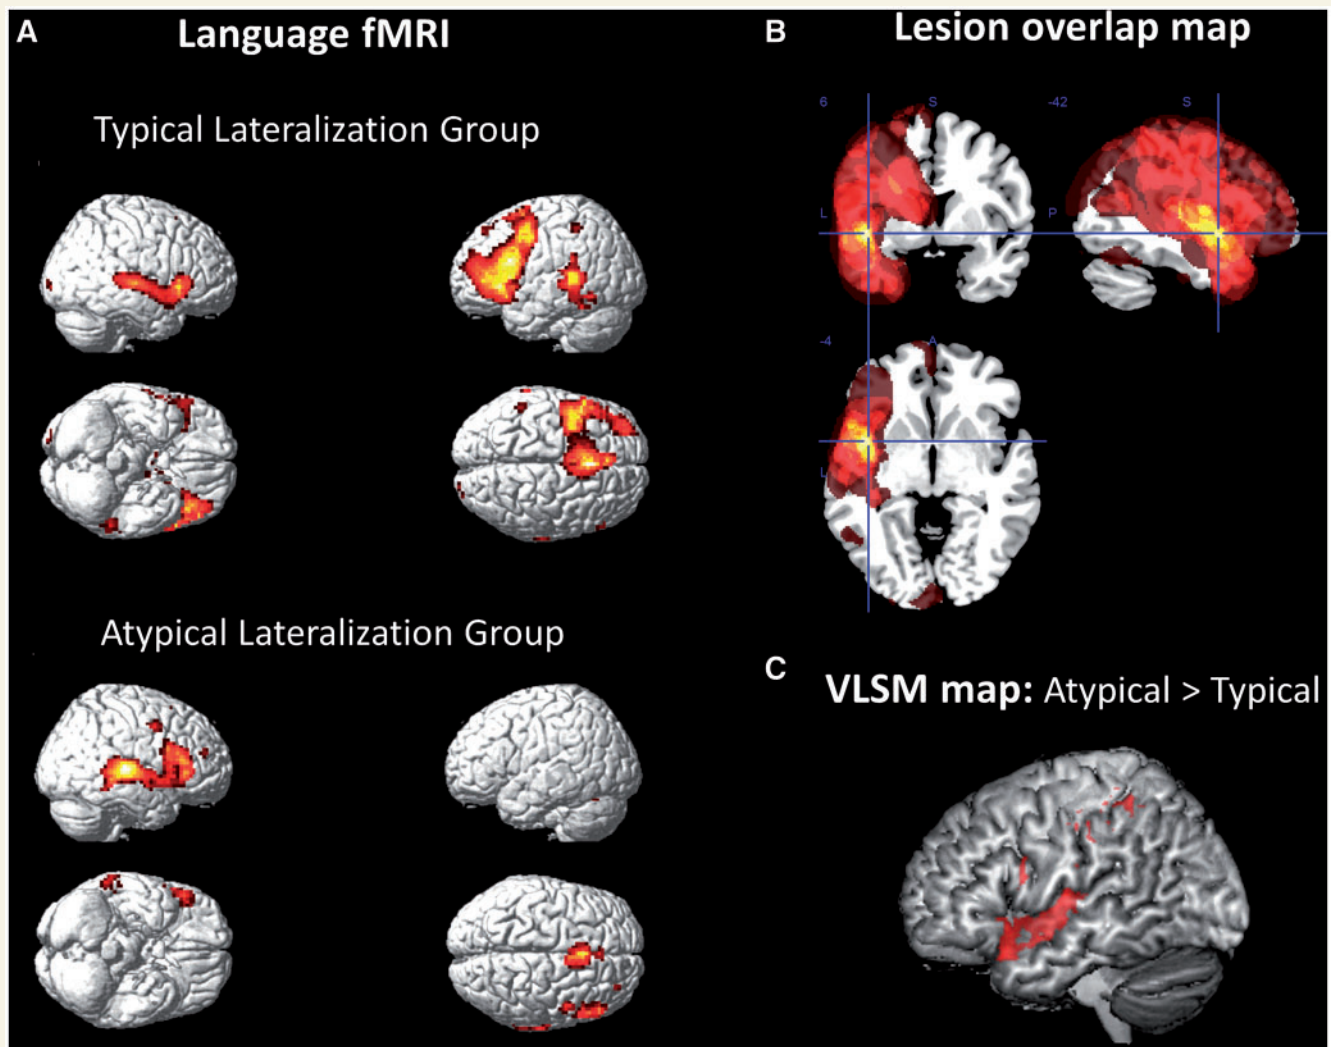 A
Language fMRI
Typical Lateralization Group
Atypical Lateralization Group
B
Lesion overlap map
6
S
-42
S
L
P
-4
A
L
C
VLSM map: Atypical > Typical